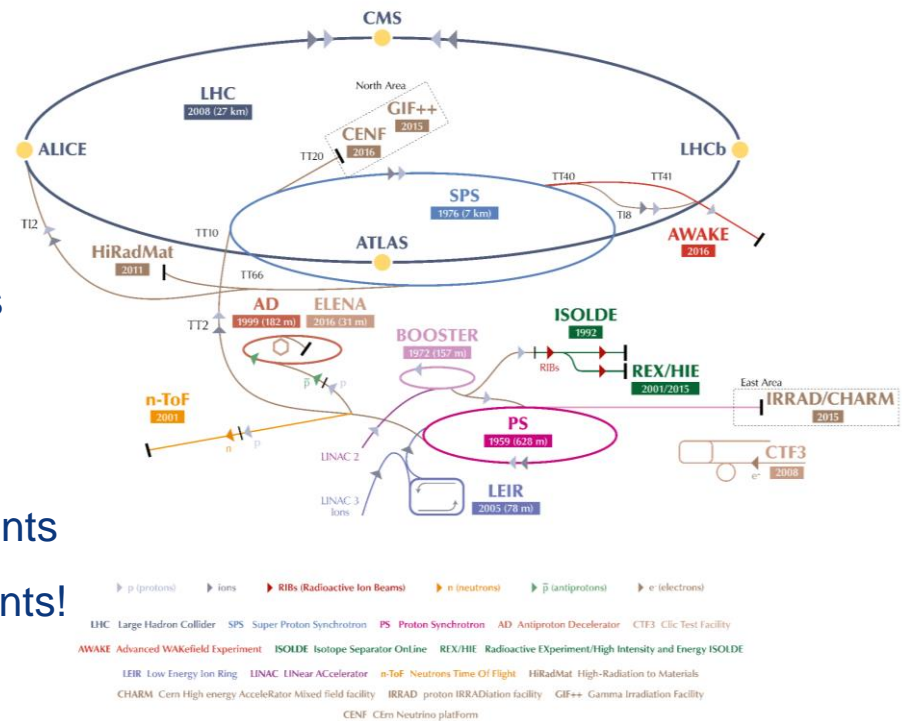 CMS
LHC
2008 (27 km)
North Area
GIF++
2015
CENF
2016
ALICE
LHCb
TT20
TT40
TT41
SPS
1976 (7 km)
TI2
TI8
TT10
AWAKE
2016
HiRadMat
2011
ATLAS
TT66
s
AD
1999 (182 m)
ELENA
2016 (31 m)
TT2
BOOSTER
1972 (157 m)
ISOLDE
1992
RIBs
REX/HIE
2001/2015
p̄
p
East Area
IRRAD/CHARM
2015
n-ToF
2001
n
p
PS
1959 (628 m)
LINAC 2
CTF3
2008
e-
LEIR
2005 (78 m)
LINAC 3
Ions
nts
nts!
p (protons) ions RIBs (Radioactive Ion Beams) n (neutrons) p̄ (antiprotons) e- (electrons)
LHC Large Hadron Collider SPS Super Proton Synchrotron PS Proton Synchrotron AD Antiproton Decelerator CTF3 Clic Test Facility
AWAKE Advanced WAKefield Experiment ISOLDE Isotope Separator OnLine REX/HIE Radioactive EXperiment/High Intensity and Energy ISOLDE
LEIR Low Energy Ion Ring LINAC LINear ACcelerator n-ToF Neutrons Time Of Flight HiRadMat High-Radiation to Materials
CHARM Cern High energy AcceleRator Mixed field facility IRRAD proton IRRADiation facility GIF++ Gamma Irradiation Facility
CENF CErn Neutrino platForm